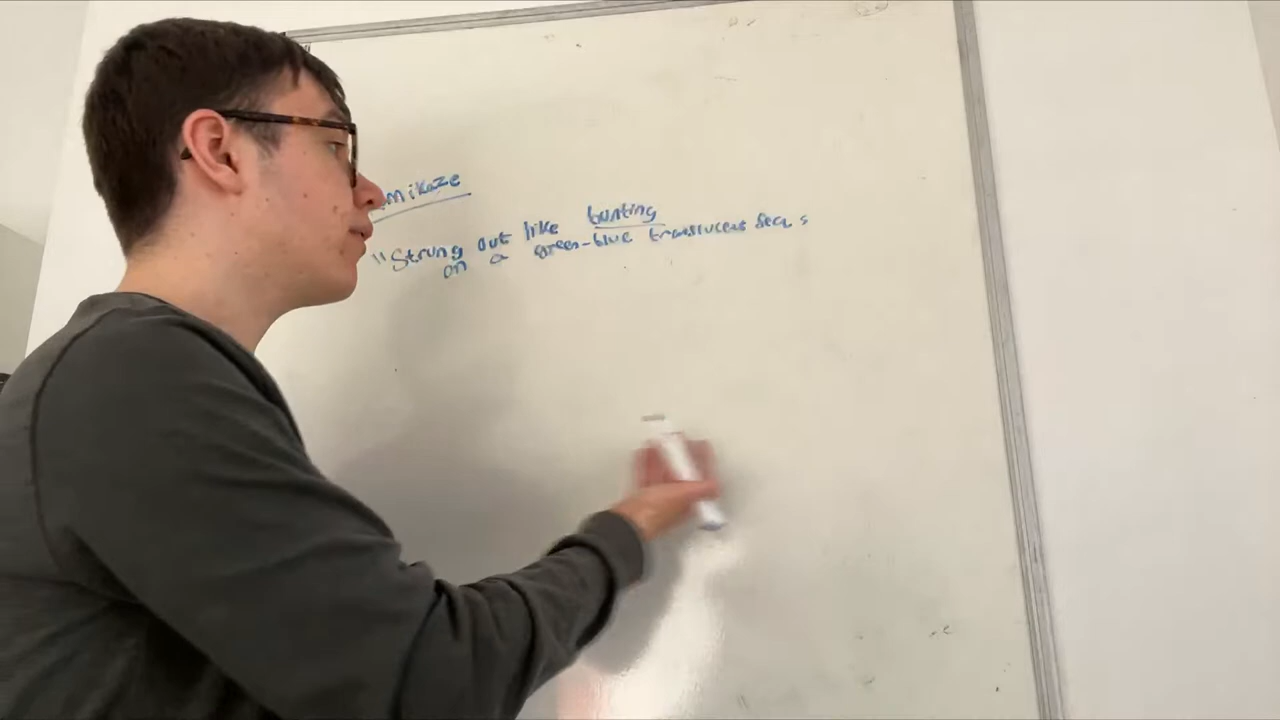 mikaze
"Strung out like bunting
on a green-blue translucent sea s